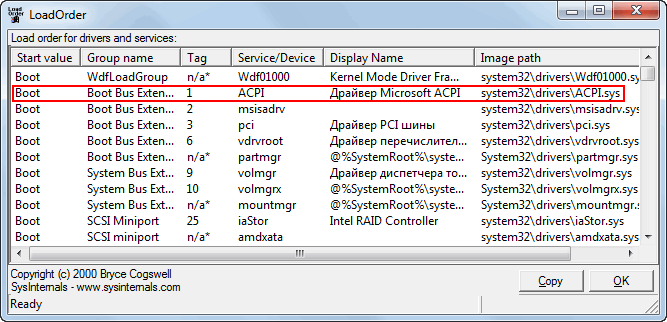 LoadOrder
Load order for drivers and services:
Start value Group name Tag Service/Device Display Name Image path
Boot WdfLoadGroup n/a* Wdf01000 Kernel Mode Driver Fra... system32\drivers\Wdf01000.sy
Boot Boot Bus Exten... 1 ACPI Драйвер Microsoft ACPI system32\drivers\ACPI.sys
Boot Boot Bus Exten... 2 msisadrv system32\drivers\msisadrv.sy
Boot Boot Bus Exten... 3 pci Драйвер PCI шины system32\drivers\pci.sys
Boot Boot Bus Exten... 6 vdrvroot Драйвер перечислител... system32\drivers\vdrvroot.sys
Boot Boot Bus Exten... n/a* partmgr @%SystemRoot%\syste... system32\drivers\partmgr.sys
Boot System Bus Ext... 9 volmgr Драйвер диспетчера то... system32\drivers\volmgr.sys
Boot System Bus Ext... 10 volmgrx @%SystemRoot%\syste... system32\drivers\volmgrx.sys
Boot System Bus Ext... n/a* mountmgr @%SystemRoot%\syste... system32\drivers\mountmgr.s
Boot SCSI Miniport 25 iaStor Intel RAID Controller system32\drivers\iaStor.sys
Boot SCSI miniport n/a* amdxata system32\drivers\amdxata.sys
Copyright (c) 2000 Bryce Cogswell
SysInternals - www.sysinternals.com
Copy OK
Ready